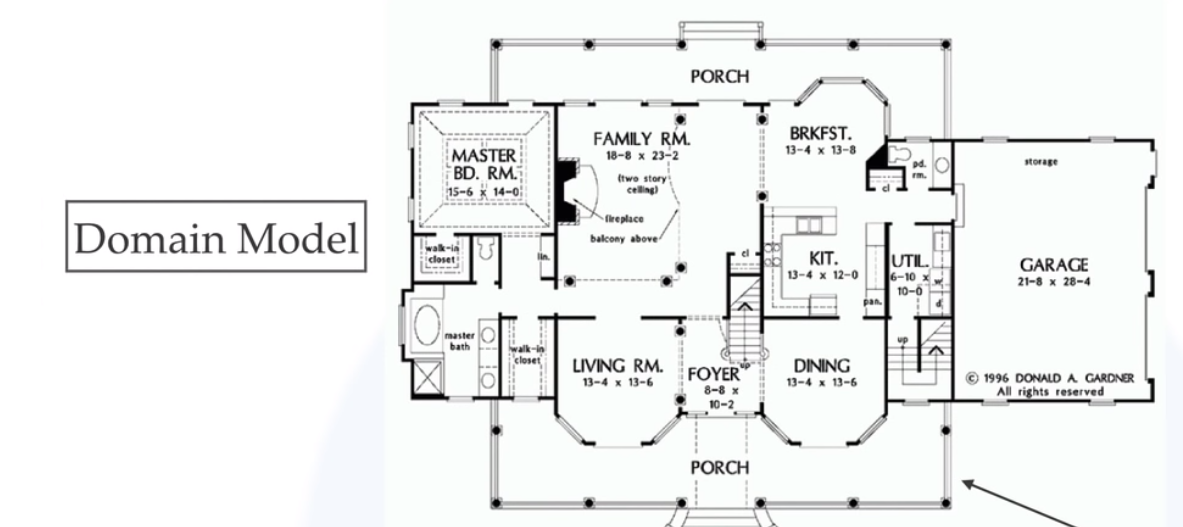 Domain Model
PORCH
MASTER
BD. RM.
15-6 x 14-0
FAMILY RM.
18-8 x 23-2
(two story
ceiling)
fireplace
balcony above
BRKFST.
13-4 x 13-8
pd.
rm.
cl
storage
walk-in
closet
lin.
cl
KIT.
13-4 x 12-0
pan.
UTIL.
6-10 x
10-0
w
d
GARAGE
21-8 x 28-4
master
bath
walk-in
closet
LIVING RM.
13-4 x 13-6
FOYER
8-8 x
10-2
up
DINING
13-4 x 13-6
up
© 1996 DONALD A. GARDNER
All rights reserved
PORCH